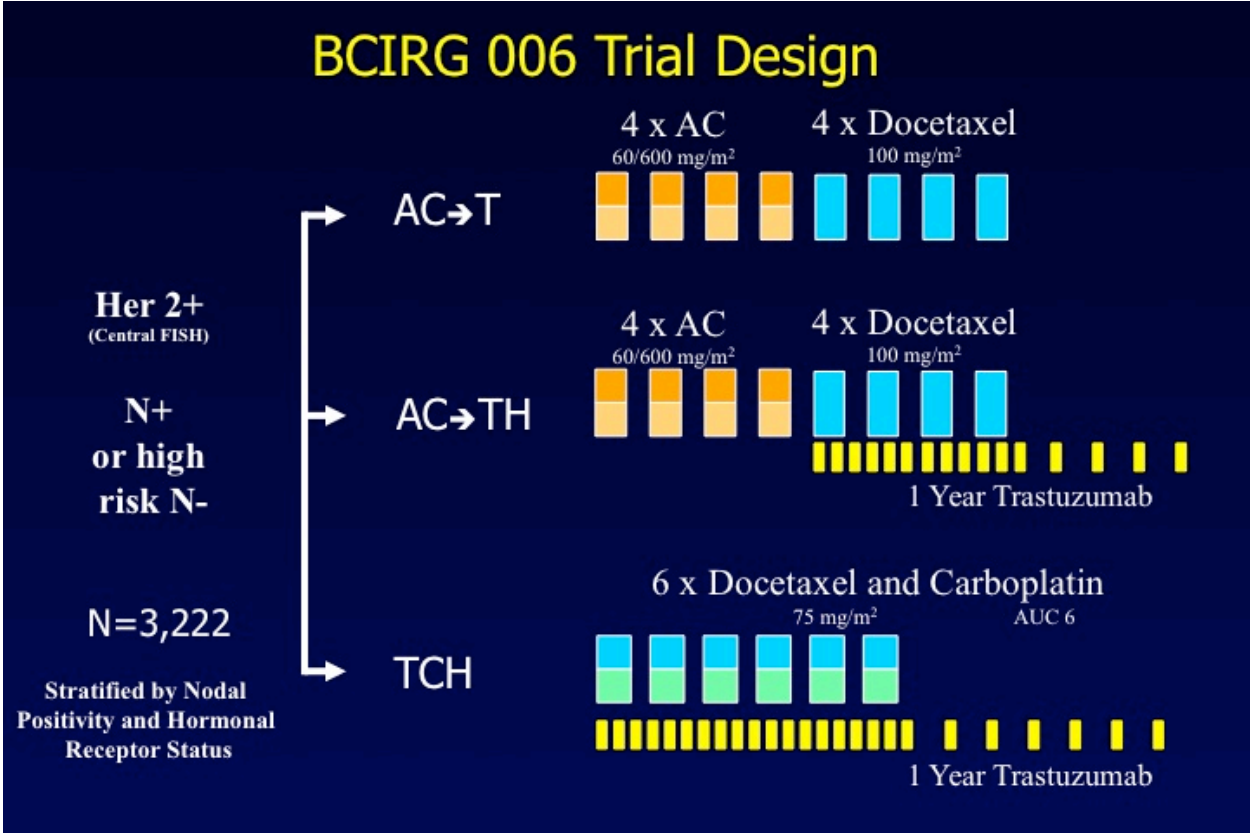 BCIRG 006 Trial Design
4 x AC
60/600 mg/m²
4 x Docetaxel
100 mg/m²
AC➔T
Her 2+
(Central FISH)
N+
or high
risk N-
N=3,222
Stratified by Nodal
Positivity and Hormonal
Receptor Status
4 x AC
60/600 mg/m²
4 x Docetaxel
100 mg/m²
AC➔TH
1 Year Trastuzumab
6 x Docetaxel and Carboplatin
75 mg/m² AUC 6
TCH
1 Year Trastuzumab